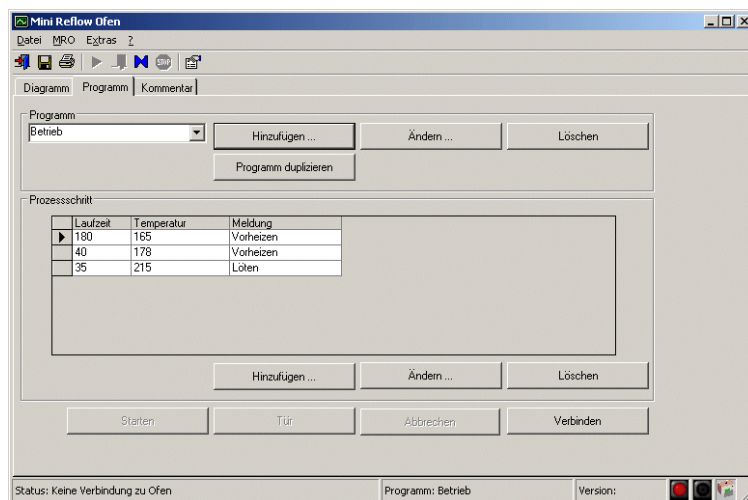 Mini Reflow Ofen
Datei MRO Extras ?
STOP
Diagramm Programm Kommentar
Programm
Betrieb Hinzufügen ... Ändern ... Löschen
Programm duplizieren
Prozessschritt
Laufzeit Temperatur Meldung
180 165 Vorheizen
40 178 Vorheizen
35 215 Löten
Hinzufügen ... Ändern ... Löschen
Starten Tür Abbrechen Verbinden
Status: Keine Verbindung zu Ofen Programm: Betrieb Version: